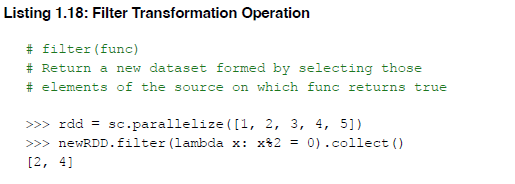 Listing 1.18: Filter Transformation Operation
# filter(func)
# Return a new dataset formed by selecting those
# elements of the source on which func returns true
>>> rdd = sc.parallelize([1, 2, 3, 4, 5])
>>> newRDD.filter(lambda x: x%2 = 0).collect()
[2, 4]